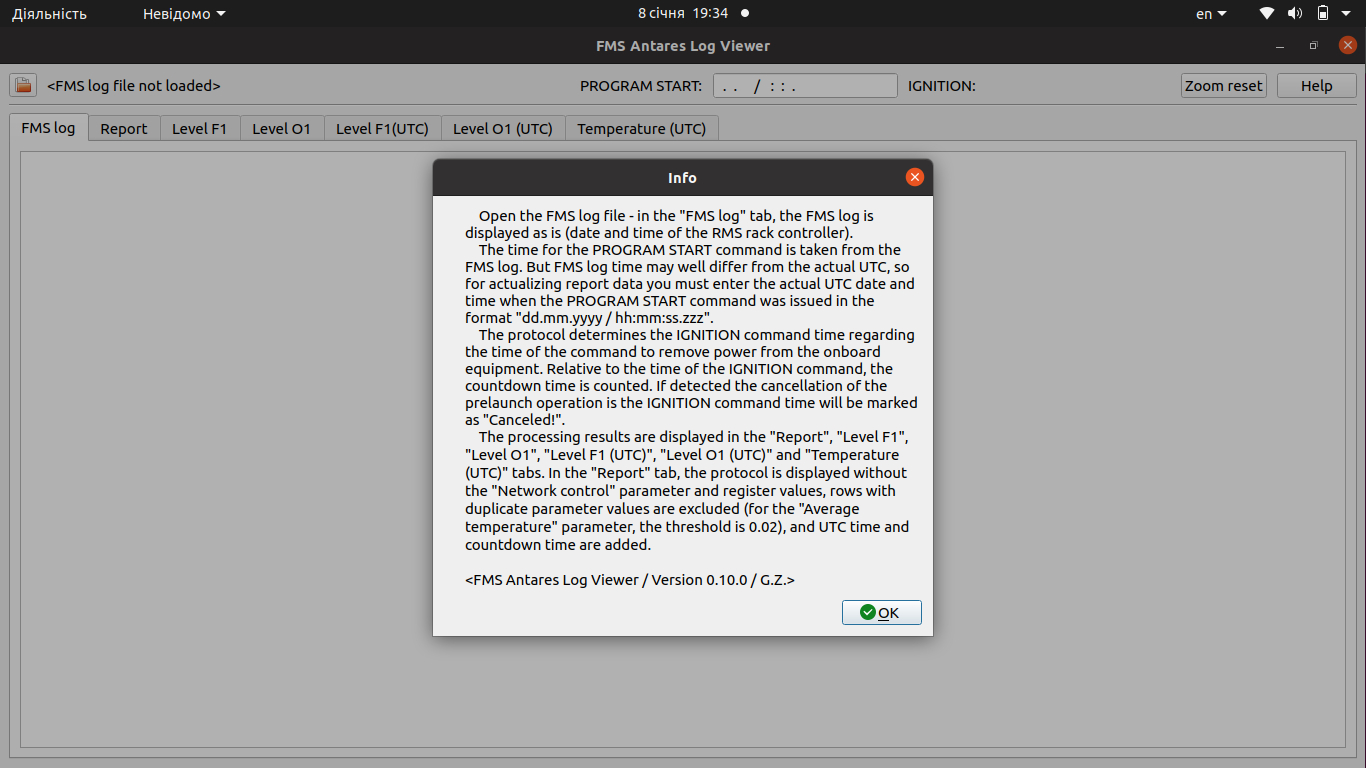 Діяльність Невідомо 8 січня 19:34 en
FMS Antares Log Viewer
<FMS log file not loaded> PROGRAM START: . . / : : . IGNITION: Zoom reset Help
FMS log Report Level F1 Level O1 Level F1(UTC) Level O1 (UTC) Temperature (UTC)
Info
Open the FMS log file - in the "FMS log" tab, the FMS log is
displayed as is (date and time of the RMS rack controller).
The time for the PROGRAM START command is taken from the
FMS log. But FMS log time may well differ from the actual UTC, so
for actualizing report data you must enter the actual UTC date and
time when the PROGRAM START command was issued in the
format "dd.mm.yyyy / hh:mm:ss.zzz".
The protocol determines the IGNITION command time regarding
the time of the command to remove power from the onboard
equipment. Relative to the time of the IGNITION command, the
countdown time is counted. If detected the cancellation of the
prelaunch operation is the IGNITION command time will be marked
as "Canceled!".
The processing results are displayed in the "Report", "Level F1",
"Level O1", "Level F1 (UTC)", "Level O1 (UTC)" and "Temperature
(UTC)" tabs. In the "Report" tab, the protocol is displayed without
the "Network control" parameter and register values, rows with
duplicate parameter values are excluded (for the "Average
temperature" parameter, the threshold is 0.02), and UTC time and
countdown time are added.
<FMS Antares Log Viewer / Version 0.10.0 / G.Z.>
OK